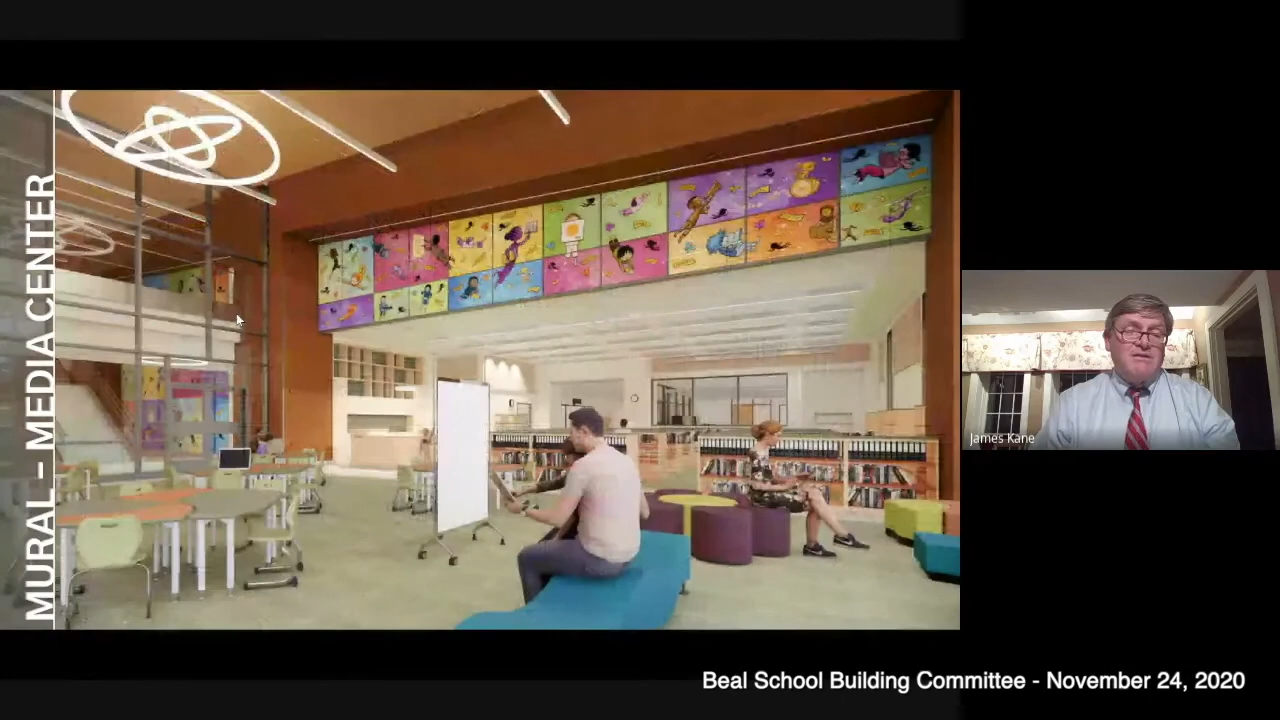 MURAL – MEDIA CENTER
James Kane
Beal School Building Committee - November 24, 2020